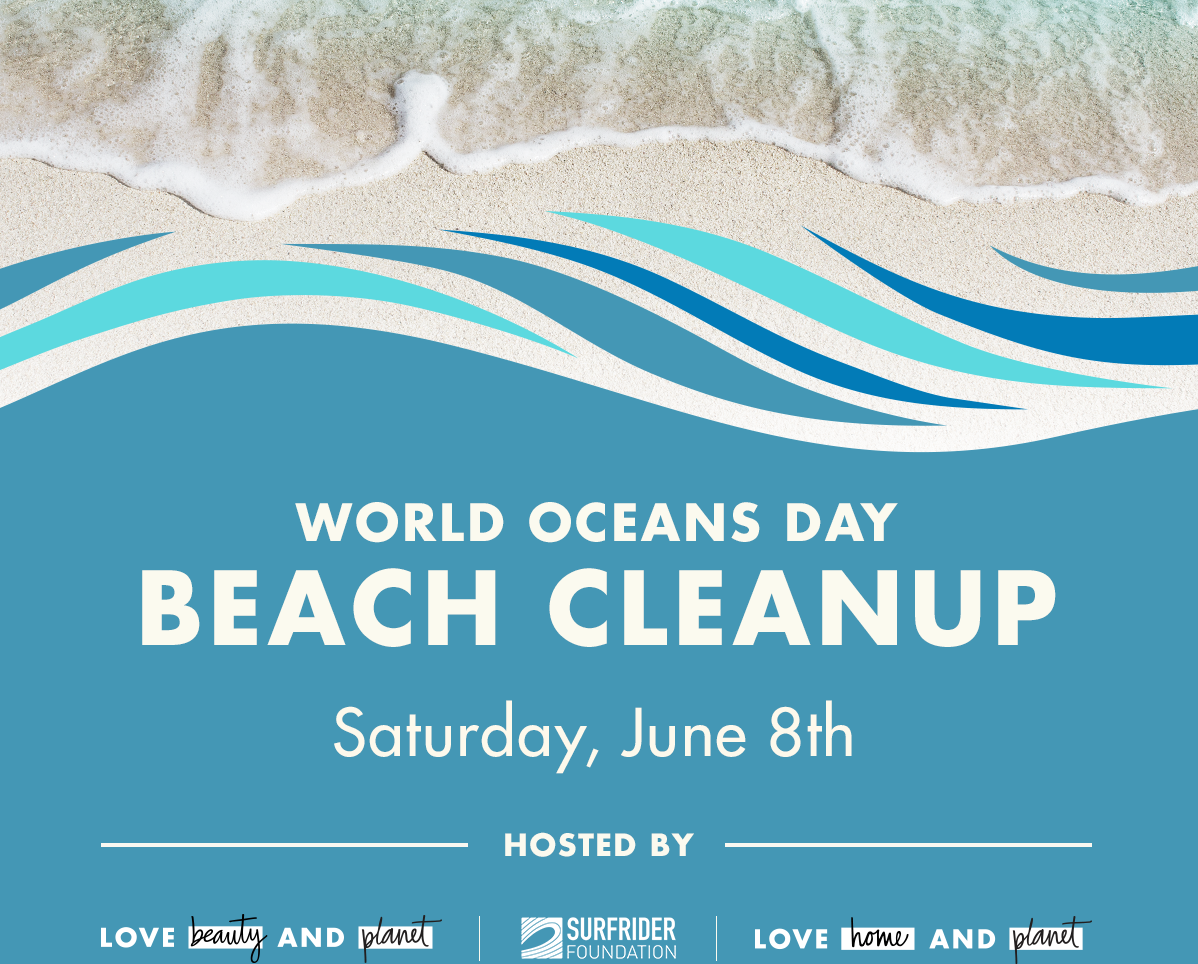 WORLD OCEANS DAY
BEACH CLEANUP
Saturday, June 8th
HOSTED BY
LOVE beauty AND planet
SURFRIDER
FOUNDATION
LOVE home AND planet